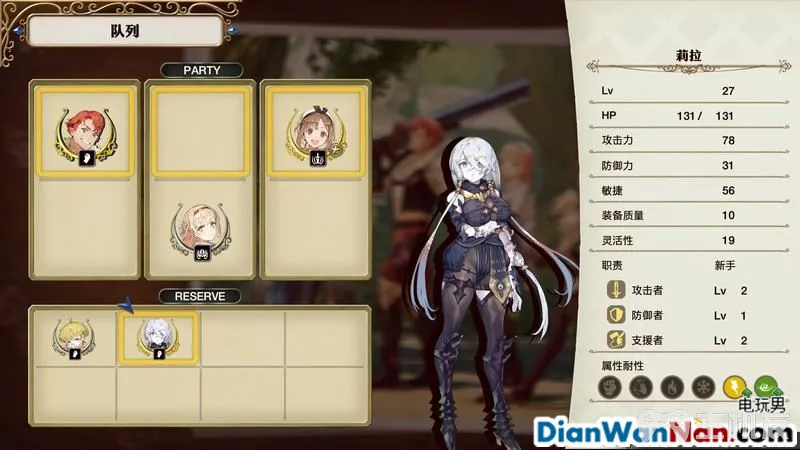 队列
PARTY
RESERVE
莉拉
Lv 27
HP 131 / 131
攻击力 78
防御力 31
敏捷 56
装备质量 10
灵活性 19
职责 新手
攻击者 Lv 2
防御者 Lv 1
支援者 Lv 2
属性耐性
电玩男
DianWanNan.com